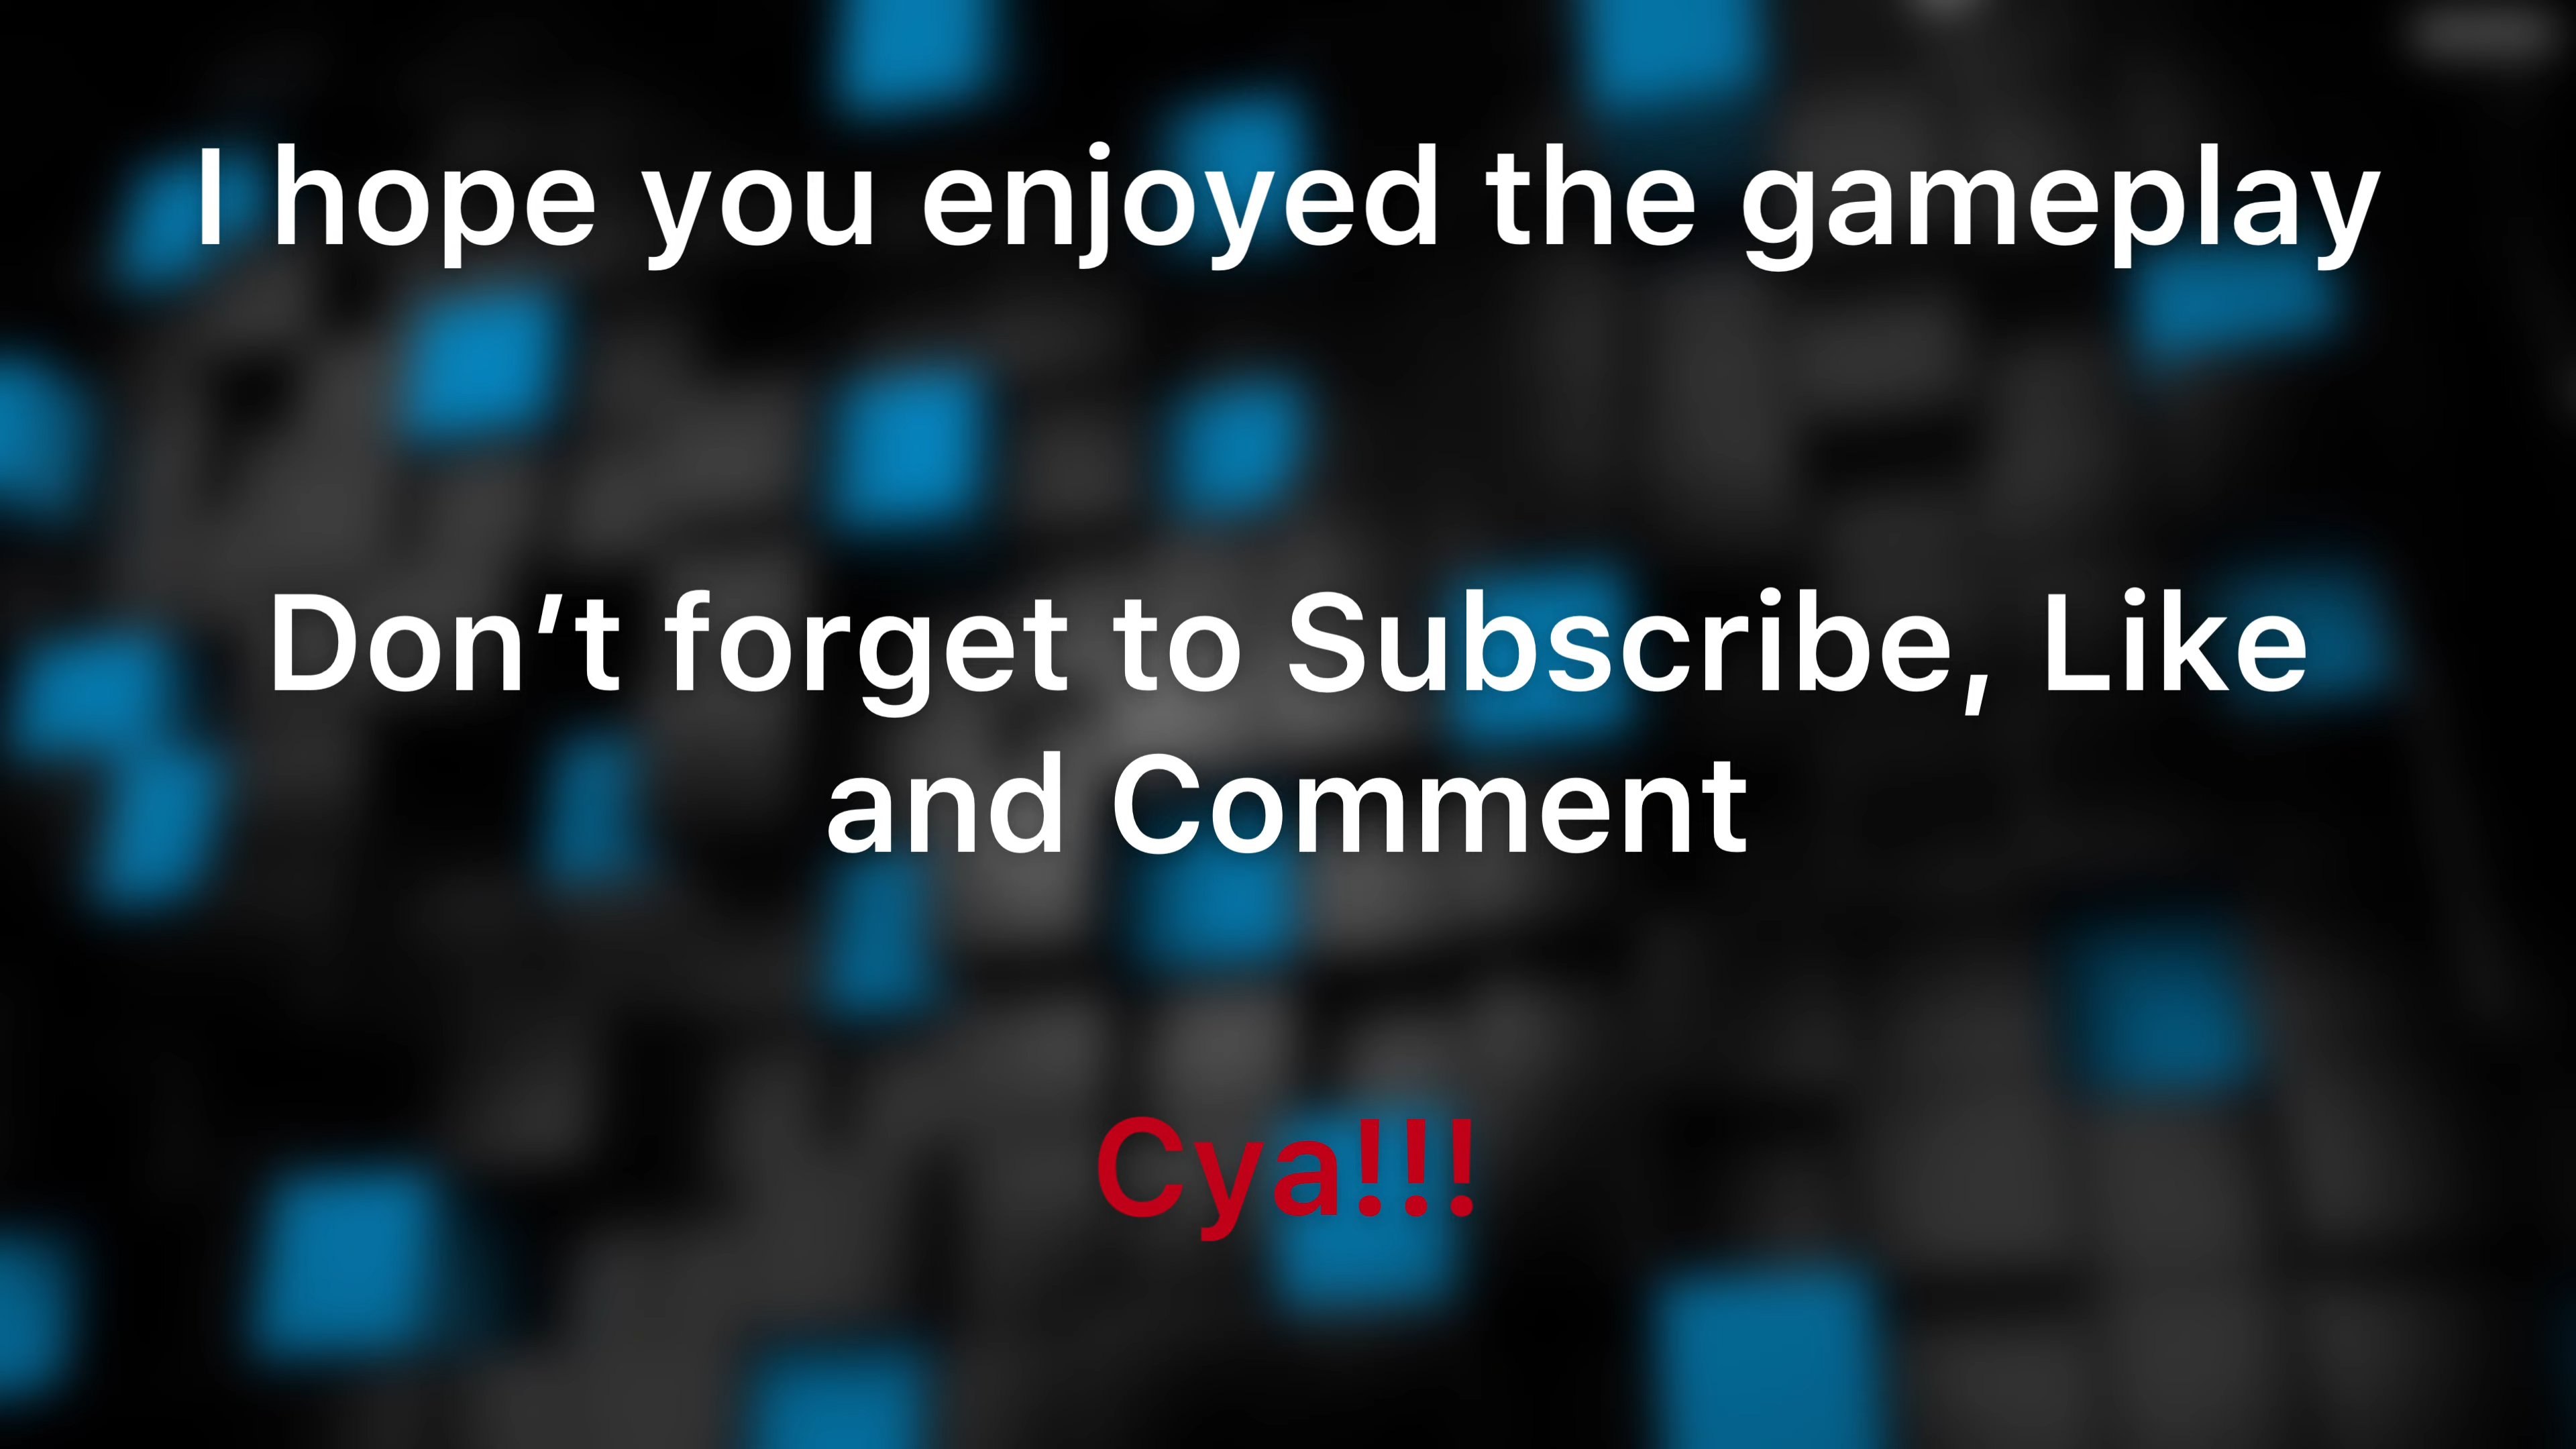 I hope you enjoyed the gameplay
Don’t forget to Subscribe, Like
and Comment
Cya!!!